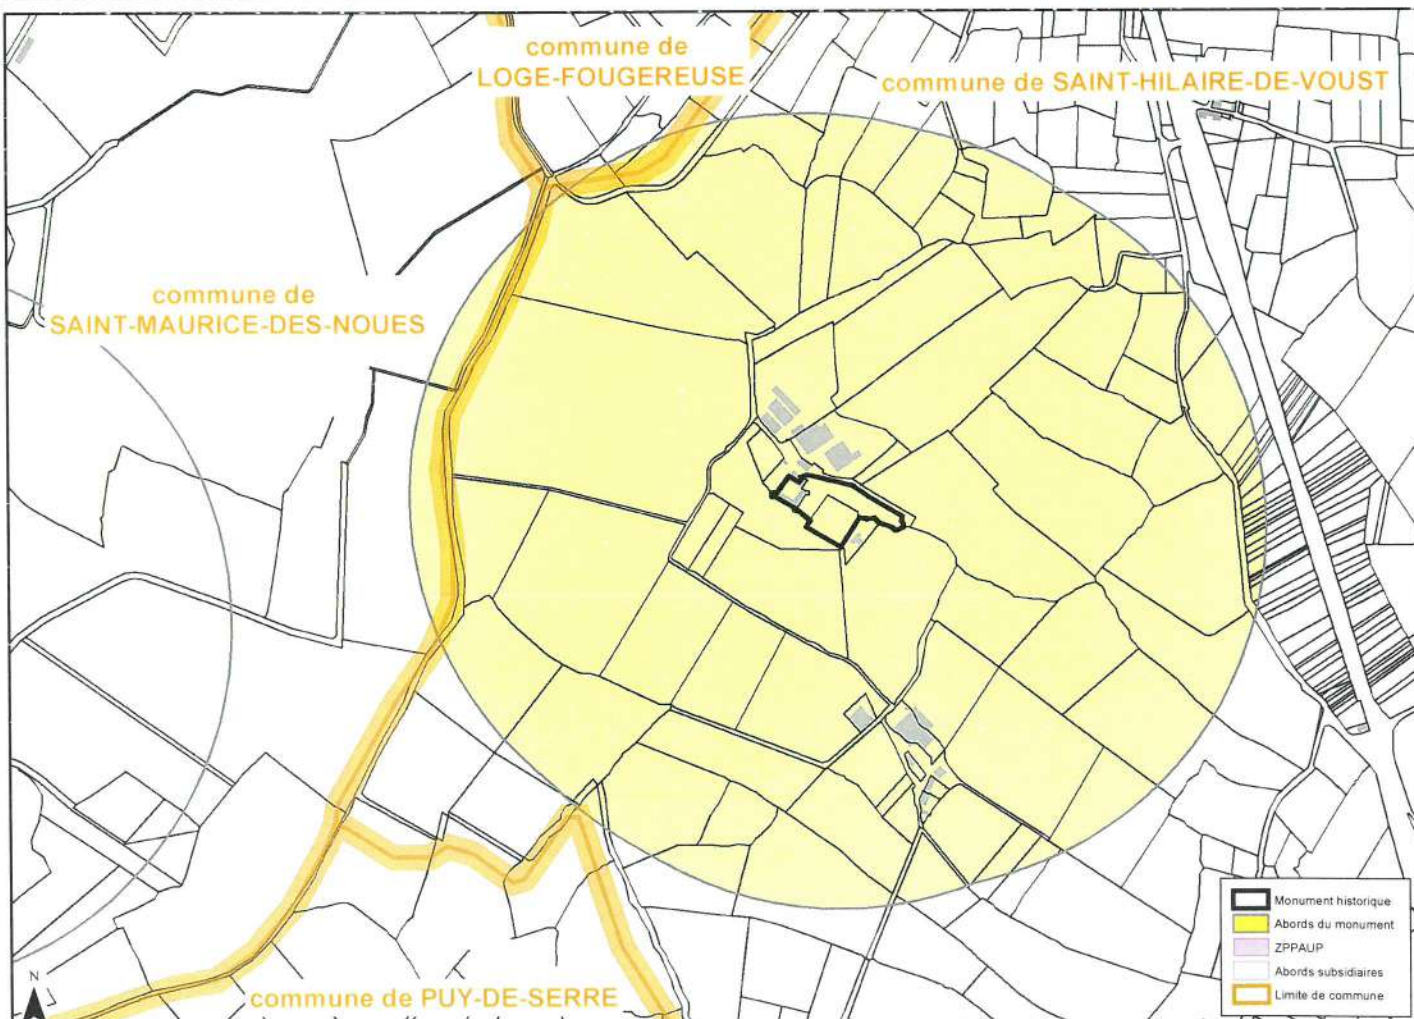 commune de
LOGE-FOUGEREUSE
commune de SAINT-HILAIRE-DE-VOUST
commune de
SAINT-MAURICE-DES-NOUES
commune de PUY-DE-SERRE
N
Monument historique
Abords du monument
ZPPAUP
Abords subsidiaires
Limite de commune